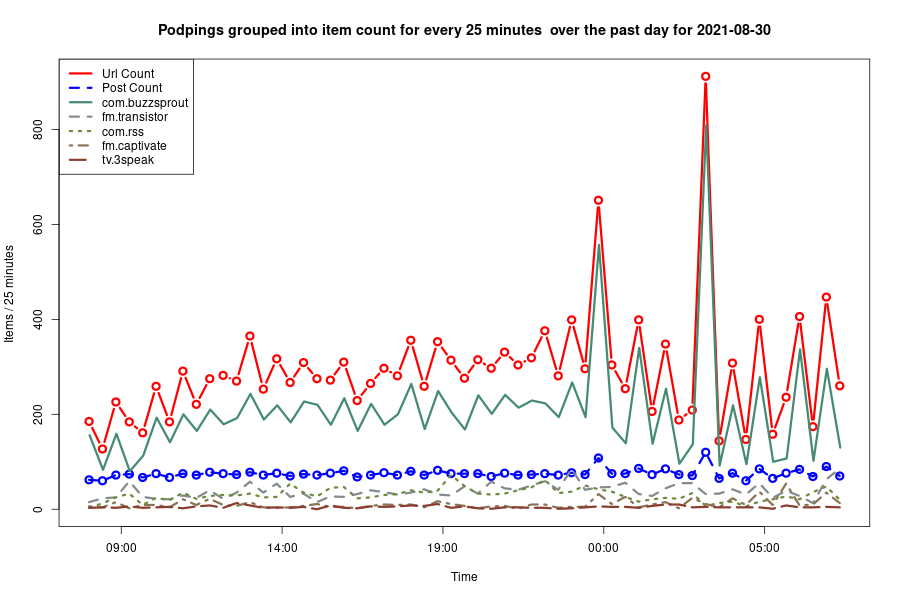 Podpings grouped into item count for every 25 minutes  over the past day for 2021-08-30
Url Count
Post Count
com.buzzsprout
fm.transistor
com.rss
fm.captivate
tv.3speak
Items / 25 minutes
800
600
400
200
0
09:00
14:00
19:00
00:00
05:00
Time